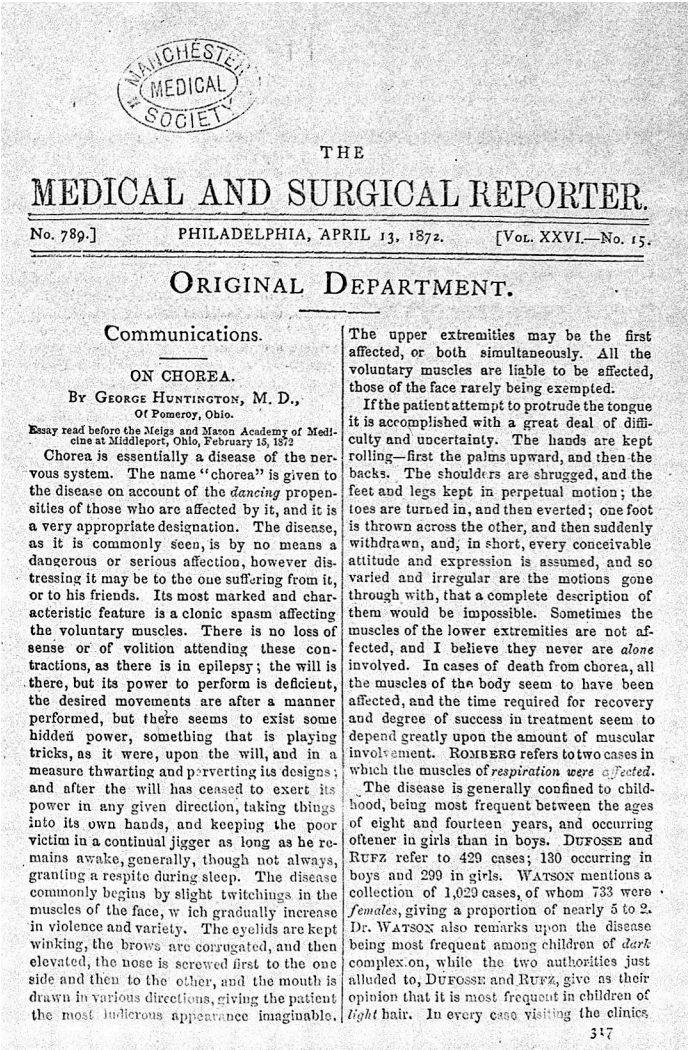 MANCHESTER
MEDICAL
SOCIETY
THE
MEDICAL AND SURGICAL REPORTER.
No. 789.] PHILADELPHIA, APRIL 13, 1872. [VOL. XXVI.—No. 15.
ORIGINAL DEPARTMENT.
Communications.
ON CHOREA.
BY GEORGE HUNTINGTON, M. D.,
Of Pomeroy, Ohio.
Essay read before the Meigs and Mason Academy of Medi-
cine at Middleport, Ohio, February 15, 1872
Chorea is essentially a disease of the ner-
vous system. The name "chorea" is given to
the disease on account of the dancing propen-
sities of those who are affected by it, and it is
a very appropriate designation. The disease,
as it is commonly seen, is by no means a
dangerous or serious affection, however dis-
tressing it may be to the one suffering from it,
or to his friends. Its most marked and char-
acteristic feature is a clonic spasm affecting
the voluntary muscles. There is no loss of
sense or of volition attending these con-
tractions, as there is in epilepsy; the will is
there, but its power to perform is deficient,
the desired movements are after a manner
performed, but there seems to exist some
hidden power, something that is playing
tricks, as it were, upon the will, and in a
measure thwarting and perverting its designs;
and after the will has ceased to exert its
power in any given direction, taking things
into its own hands, and keeping the poor
victim in a continual jigger as long as he re-
mains awake, generally, though not always,
granting a respite during sleep. The disease
commonly begins by slight twitchings in the
muscles of the face, w ich gradually increase
in violence and variety. The eyelids are kept
winking, the brows are corrugated, and then
elevated, the nose is screwed first to the one
side and then to the other, and the mouth is
drawn in various directions, giving the patient
the most ludicrous appearance imaginable.
The upper extremities may be the first
affected, or both simultaneously. All the
voluntary muscles are liable to be affected,
those of the face rarely being exempted.
If the patient attempt to protrude the tongue
it is accomplished with a great deal of diffi-
culty and uncertainty. The hands are kept
rolling—first the palms upward, and then the
backs. The shoulders are shrugged, and the
feet and legs kept in perpetual motion; the
toes are turned in, and then everted; one foot
is thrown across the other, and then suddenly
withdrawn, and, in short, every conceivable
attitude and expression is assumed, and so
varied and irregular are the motions gone
through with, that a complete description of
them would be impossible. Sometimes the
muscles of the lower extremities are not af-
fected, and I believe they never are alone
involved. In cases of death from chorea, all
the muscles of the body seem to have been
affected, and the time required for recovery
and degree of success in treatment seem to
depend greatly upon the amount of muscular
involvement. ROMBERG refers to two cases in
which the muscles of respiration were affected.
The disease is generally confined to child-
hood, being most frequent between the ages
of eight and fourteen years, and occurring
oftener in girls than in boys. DUFOSSE and
RUFZ refer to 429 cases; 130 occurring in
boys and 299 in girls. WATSON mentions a
collection of 1,029 cases, of whom 733 were
females, giving a proportion of nearly 5 to 2.
Dr. WATSON also remarks upon the disease
being most frequent among children of dark
complex.on, while the two authorities just
alluded to, DUFOSSE and RUFZ, give as their
opinion that it is most frequent in children of
light hair. In every case visiting the clinics
317